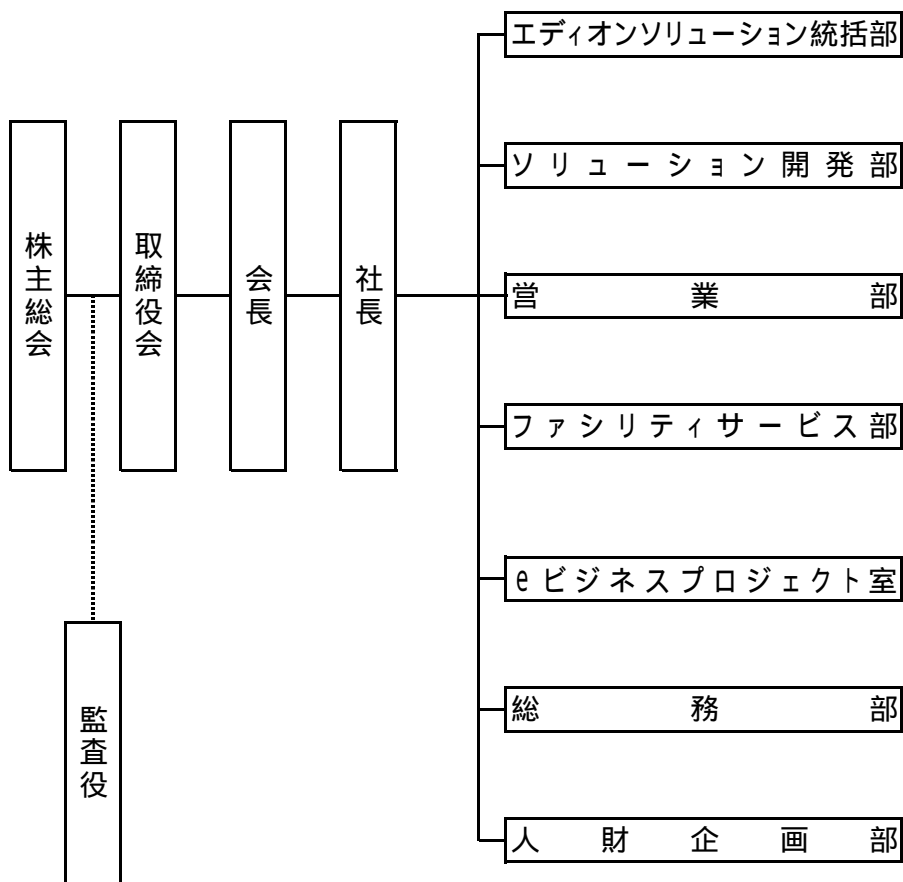 株主総会
取締役会
会長
社長
監査役
エディオンソリューション統括部
ソリューション開発部
営業部
ファシリティサービス部
eビジネスプロジェクト室
総務部
人財企画部